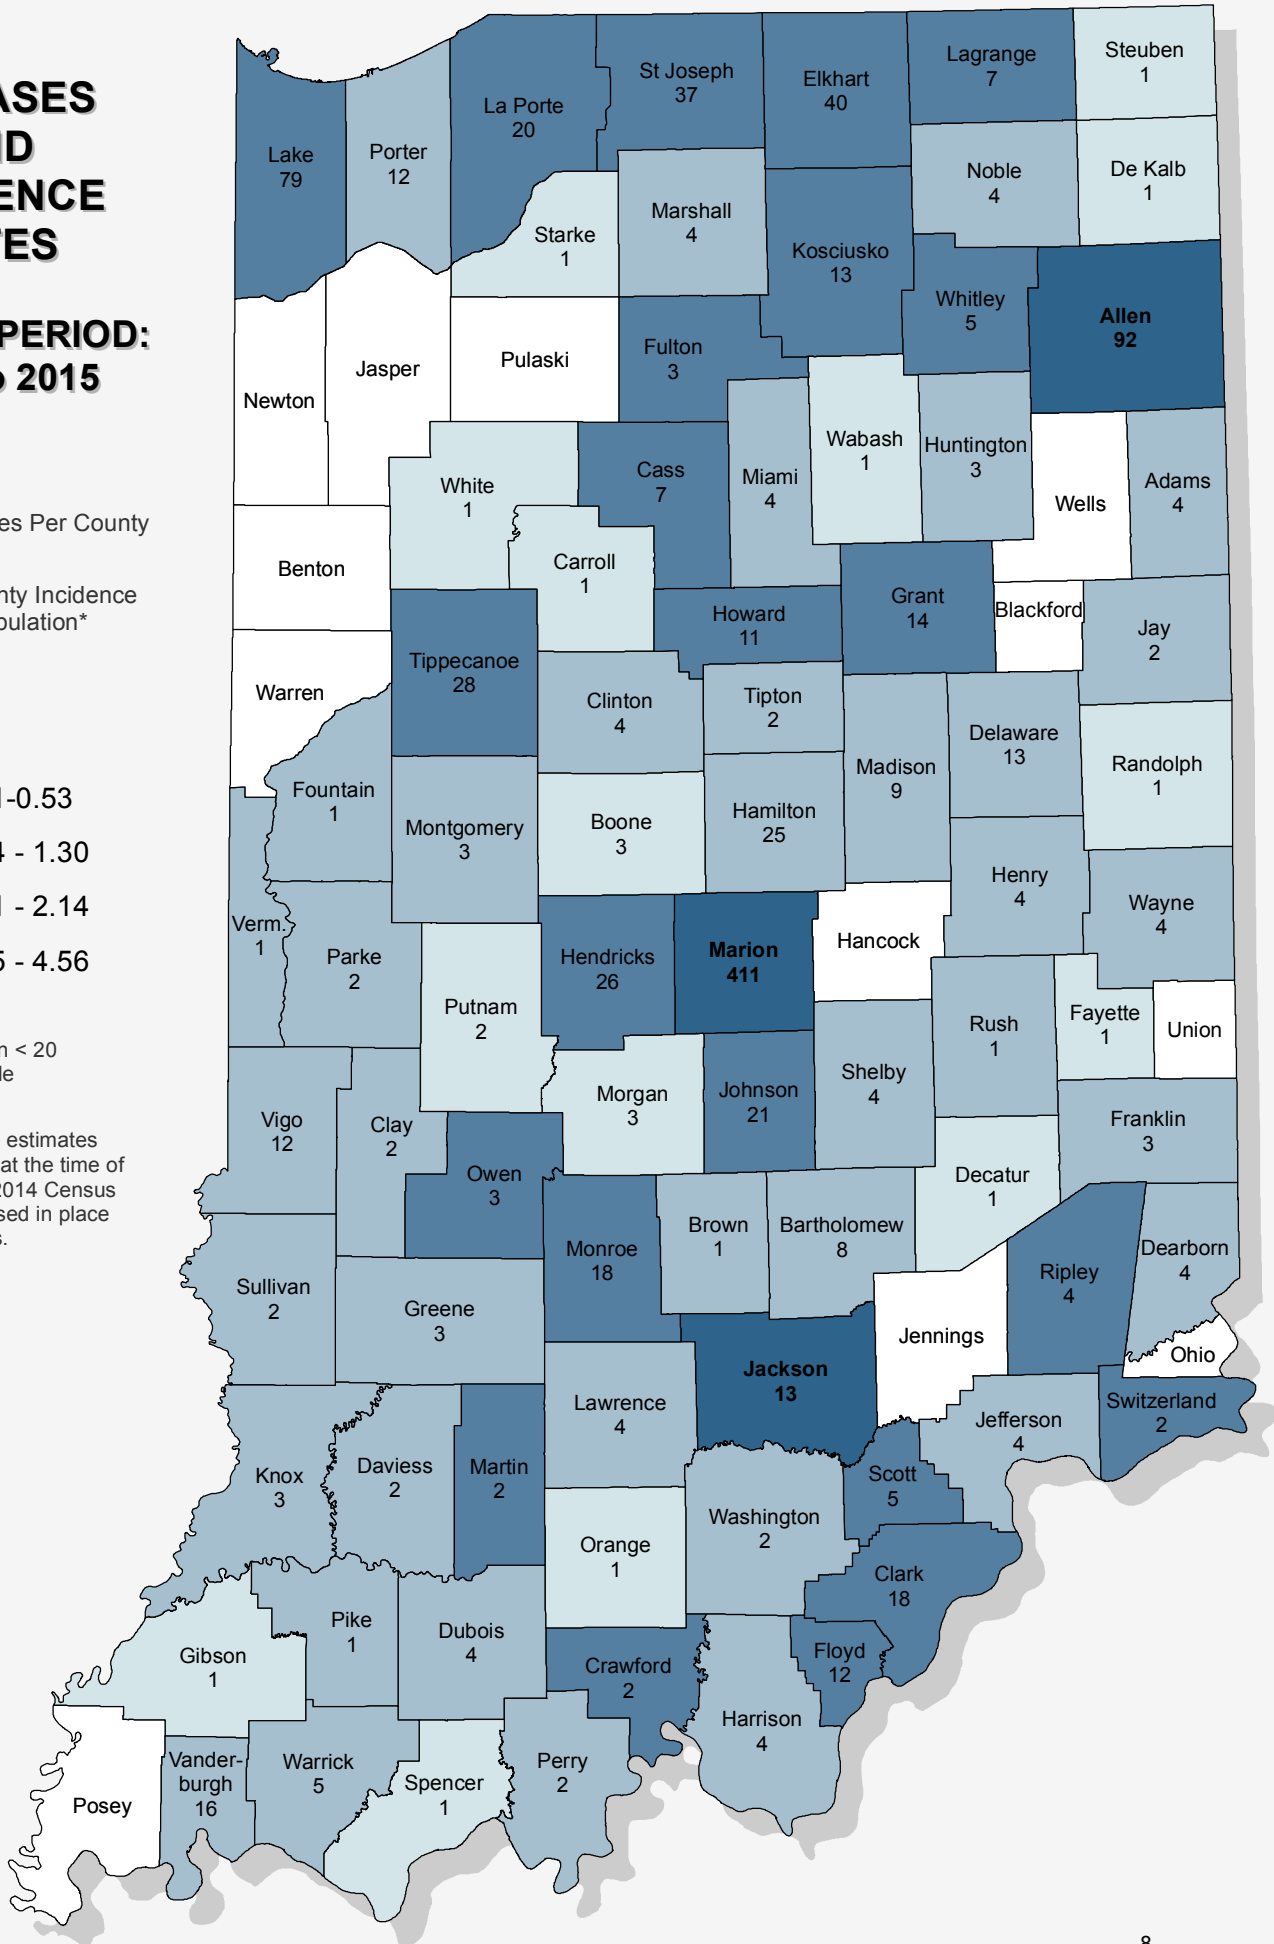 PERIOD:
2015
Per County
Incidence
-0.53
- 1.30
- 2.14
- 4.56
< 20
estimates
at the time of
2014 Census
in place
Lake
79
Porter
12
La Porte
20
St Joseph
37
Elkhart
40
Lagrange
7
Steuben
1
Starke
1
Marshall
4
Kosciusko
13
Noble
4
De Kalb
1
Whitley
5
Allen
92
Newton
Jasper
Pulaski
Fulton
3
White
1
Cass
7
Miami
4
Wabash
1
Huntington
3
Wells
Adams
4
Benton
Carroll
1
Howard
11
Grant
14
Blackford
Jay
2
Warren
Tippecanoe
28
Clinton
4
Tipton
2
Madison
9
Delaware
13
Randolph
1
Fountain
1
Montgomery
3
Boone
3
Hamilton
25
Henry
4
Wayne
4
Verm.
1
Parke
2
Putnam
2
Hendricks
26
Marion
411
Hancock
Rush
1
Fayette
1
Union
Vigo
12
Clay
2
Owen
3
Morgan
3
Johnson
21
Shelby
4
Decatur
1
Franklin
3
Sullivan
2
Greene
3
Monroe
18
Brown
1
Bartholomew
8
Jennings
Ripley
4
Dearborn
4
Ohio
Switzerland
2
Knox
3
Daviess
2
Martin
2
Lawrence
4
Jackson
13
Jefferson
4
Scott
5
Washington
2
Orange
1
Clark
18
Floyd
12
Gibson
1
Pike
1
Dubois
4
Crawford
2
Harrison
4
Posey
Vander-
burgh
16
Warrick
5
Spencer
1
Perry
2
8